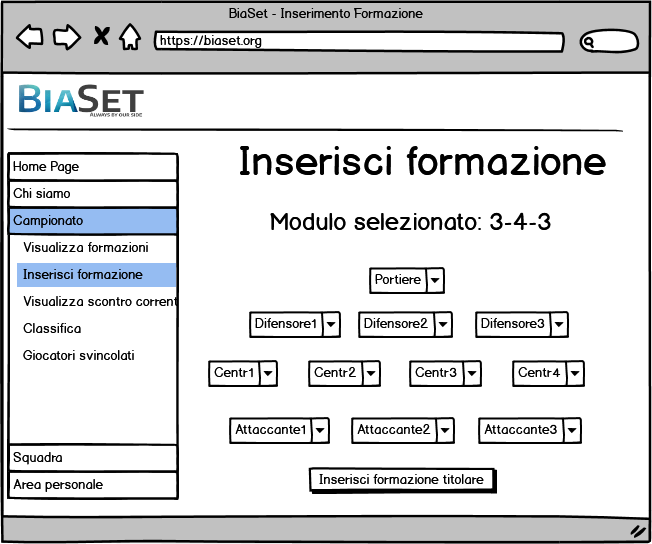 BiaSet - Inserimento Formazione
https://biaset.org
BIASET
ALWAYS BY OUR SIDE
Home Page
Chi siamo
Campionato
Visualizza formazioni
Inserisci formazione
Visualizza scontro corrent
Classifica
Giocatori svincolati
Squadra
Area personale
Inserisci formazione
Modulo selezionato: 3-4-3
Portiere
Difensore1 Difensore2 Difensore3
Centr1 Centr2 Centr3 Centr4
Attaccante1 Attaccante2 Attaccante3
Inserisci formazione titolare